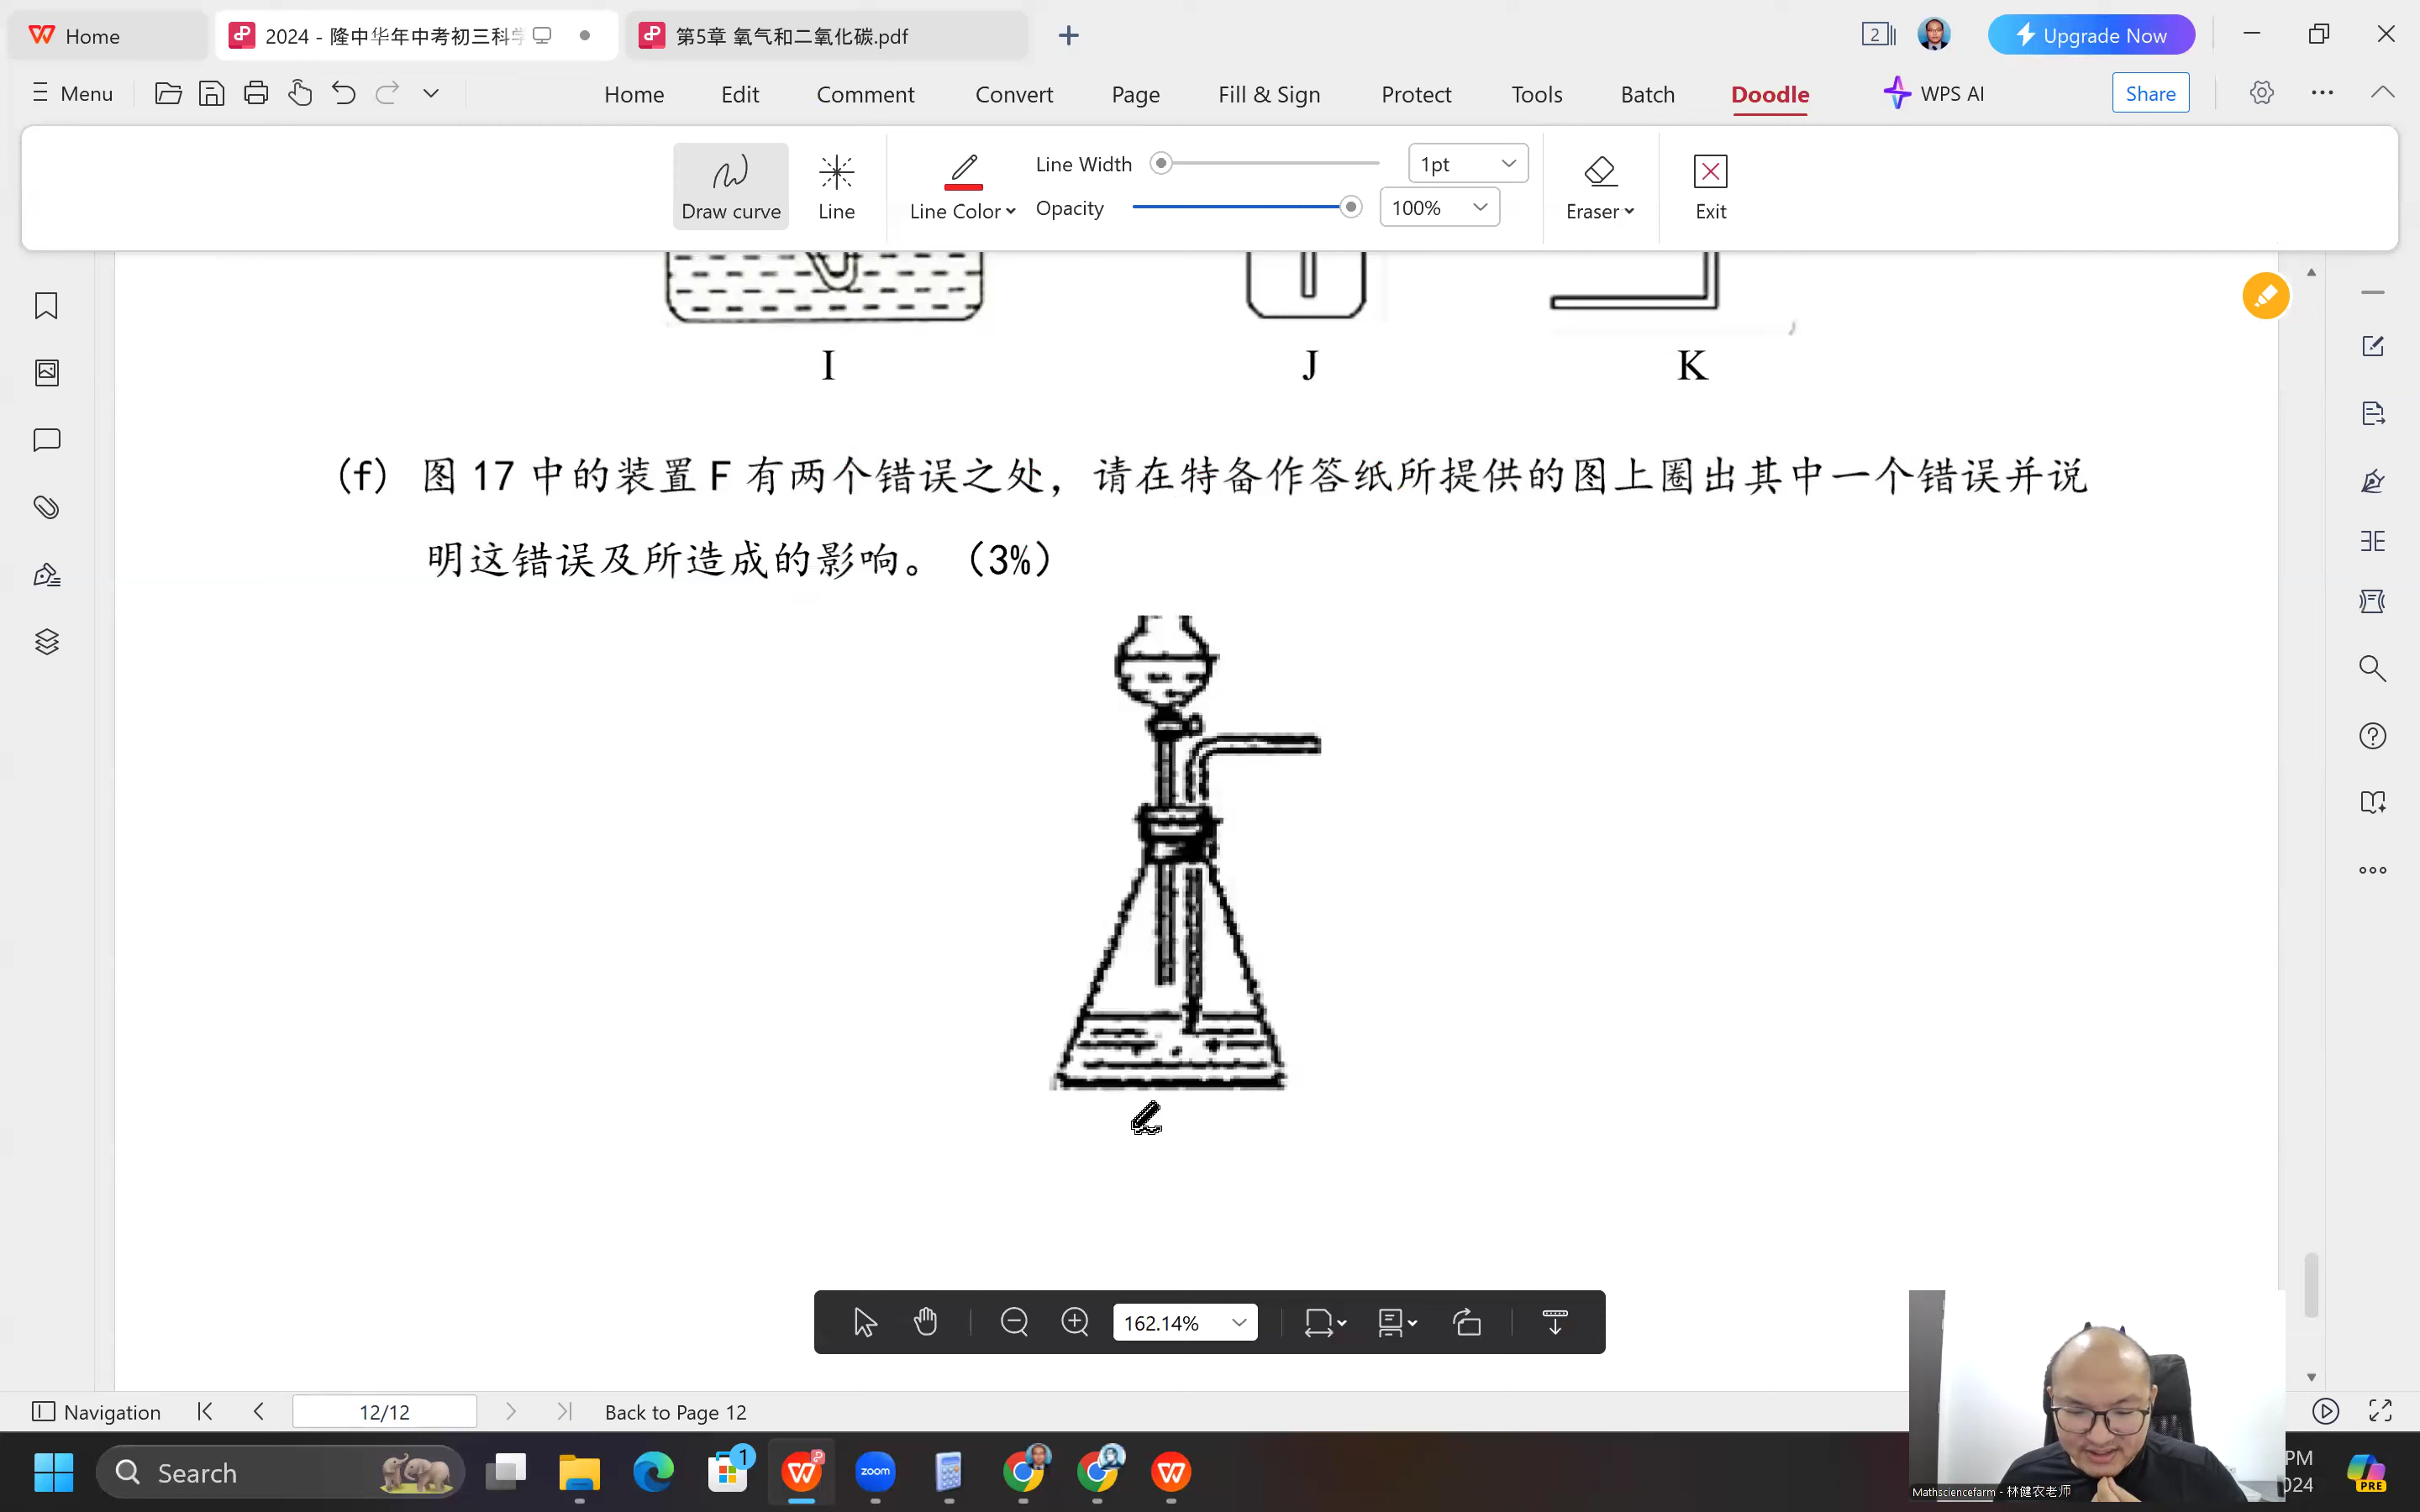 Home
2024 - 隆中华年中考初三科学
第5章 氧气和二氧化碳.pdf
2
Upgrade Now
Menu
Home
Edit
Comment
Convert
Page
Fill & Sign
Protect
Tools
Batch
Doodle
WPS AI
Share
Draw curve
Line
Line Color
Line Width
1pt
Opacity
100%
Eraser
Exit
I
J
K
(f) 图 17 中的装置 F 有两个错误之处，请在特备作答纸所提供的图上圈出其中一个错误并说
明这错误及所造成的影响。（3%）
162.14%
Navigation
12/12
Back to Page 12
Search
1
zoom
PM
024
PRE
Mathsciencefarm - 林健农老师